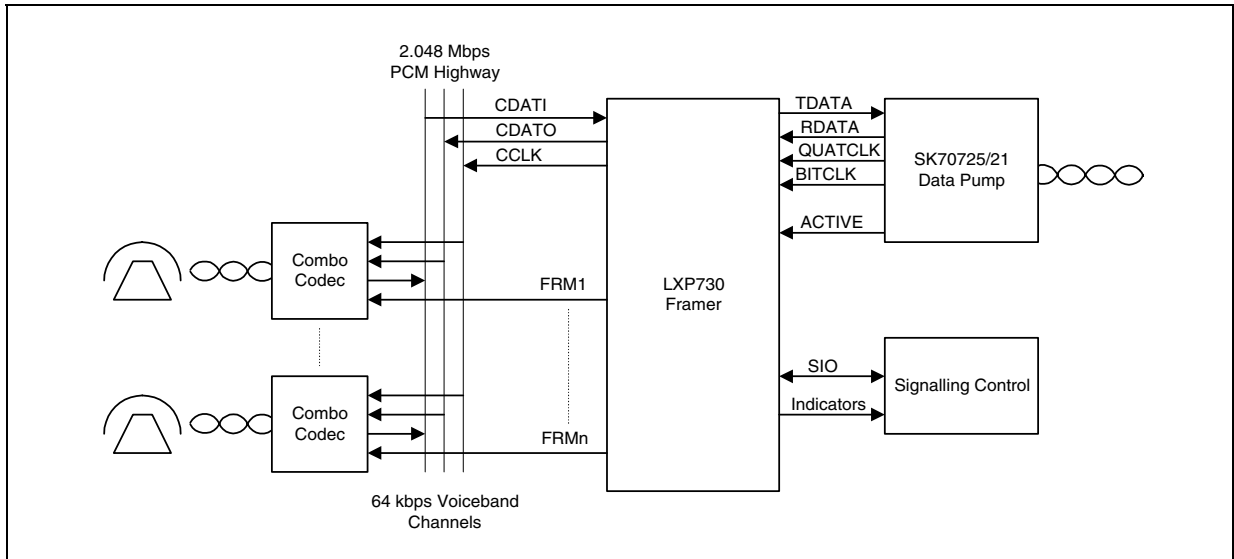 2.048 Mbps
PCM Highway
CDATI
CDATO
CCLK
TDATA
RDATA
QUATCLK
BITCLK
ACTIVE
SK70725/21
Data Pump
Combo
Codec
FRM1
LXP730
Framer
SIO
Indicators
Signalling Control
Combo
Codec
FRMn
64 kbps Voiceband
Channels